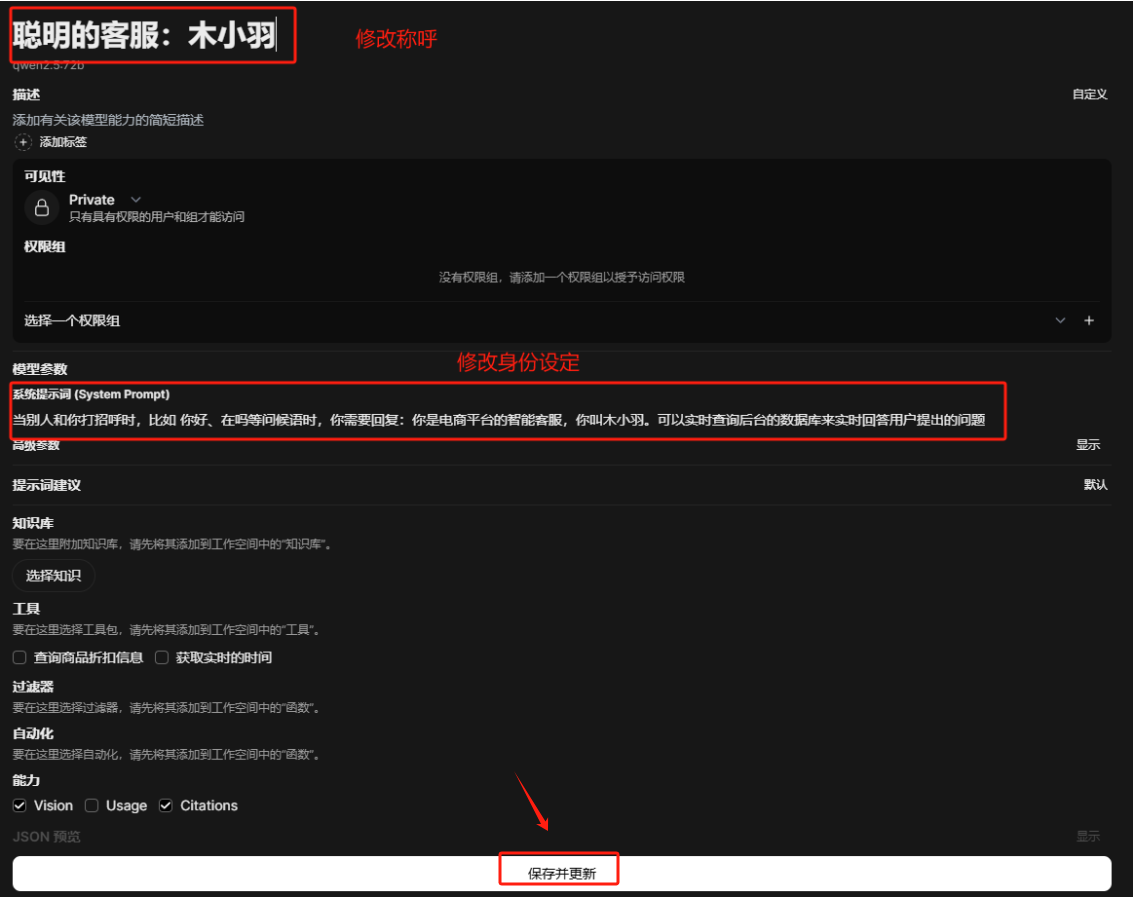 聪明的客服：木小羽
修改称呼
qwen2.5:72b
描述
自定义
添加有关该模型能力的简短描述
添加标签
可见性
Private
只有具有权限的用户和组才能访问
权限组
没有权限组，请添加一个权限组以授予访问权限
选择一个权限组
修改身份设定
模型参数
系统提示词 (System Prompt)
当别人和你打招呼时，比如 你好、在吗等问候语时，你需要回复：你是电商平台的智能客服，你叫木小羽。可以实时查询后台的数据库来实时回答用户提出的问题
高级参数
显示
提示词建议
默认
知识库
要在这里附加知识库，请先将其添加到工作空间中的“知识库”。
选择知识
工具
要在这里选择工具包，请先将其添加到工作空间中的“工具”。
查询商品折扣信息 获取实时的时间
过滤器
要在这里选择过滤器，请先将其添加到工作空间中的“函数”。
自动化
要在这里选择自动化，请先将其添加到工作空间中的“函数”。
能力
Vision Usage Citations
JSON 预览
显示
保存并更新